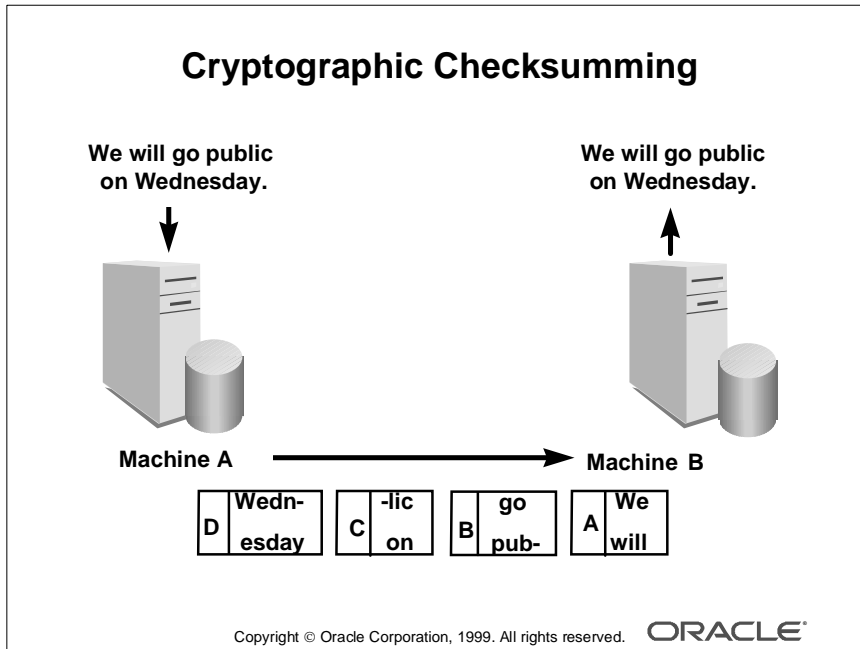 Cryptographic Checksumming
We will go public
on Wednesday.
We will go public
on Wednesday.
Machine A
Machine B
D
Wedn-
esday
C
-lic
on
B
go
pub-
A
We
will
Copyright © Oracle Corporation, 1999. All rights reserved.
ORACLE®